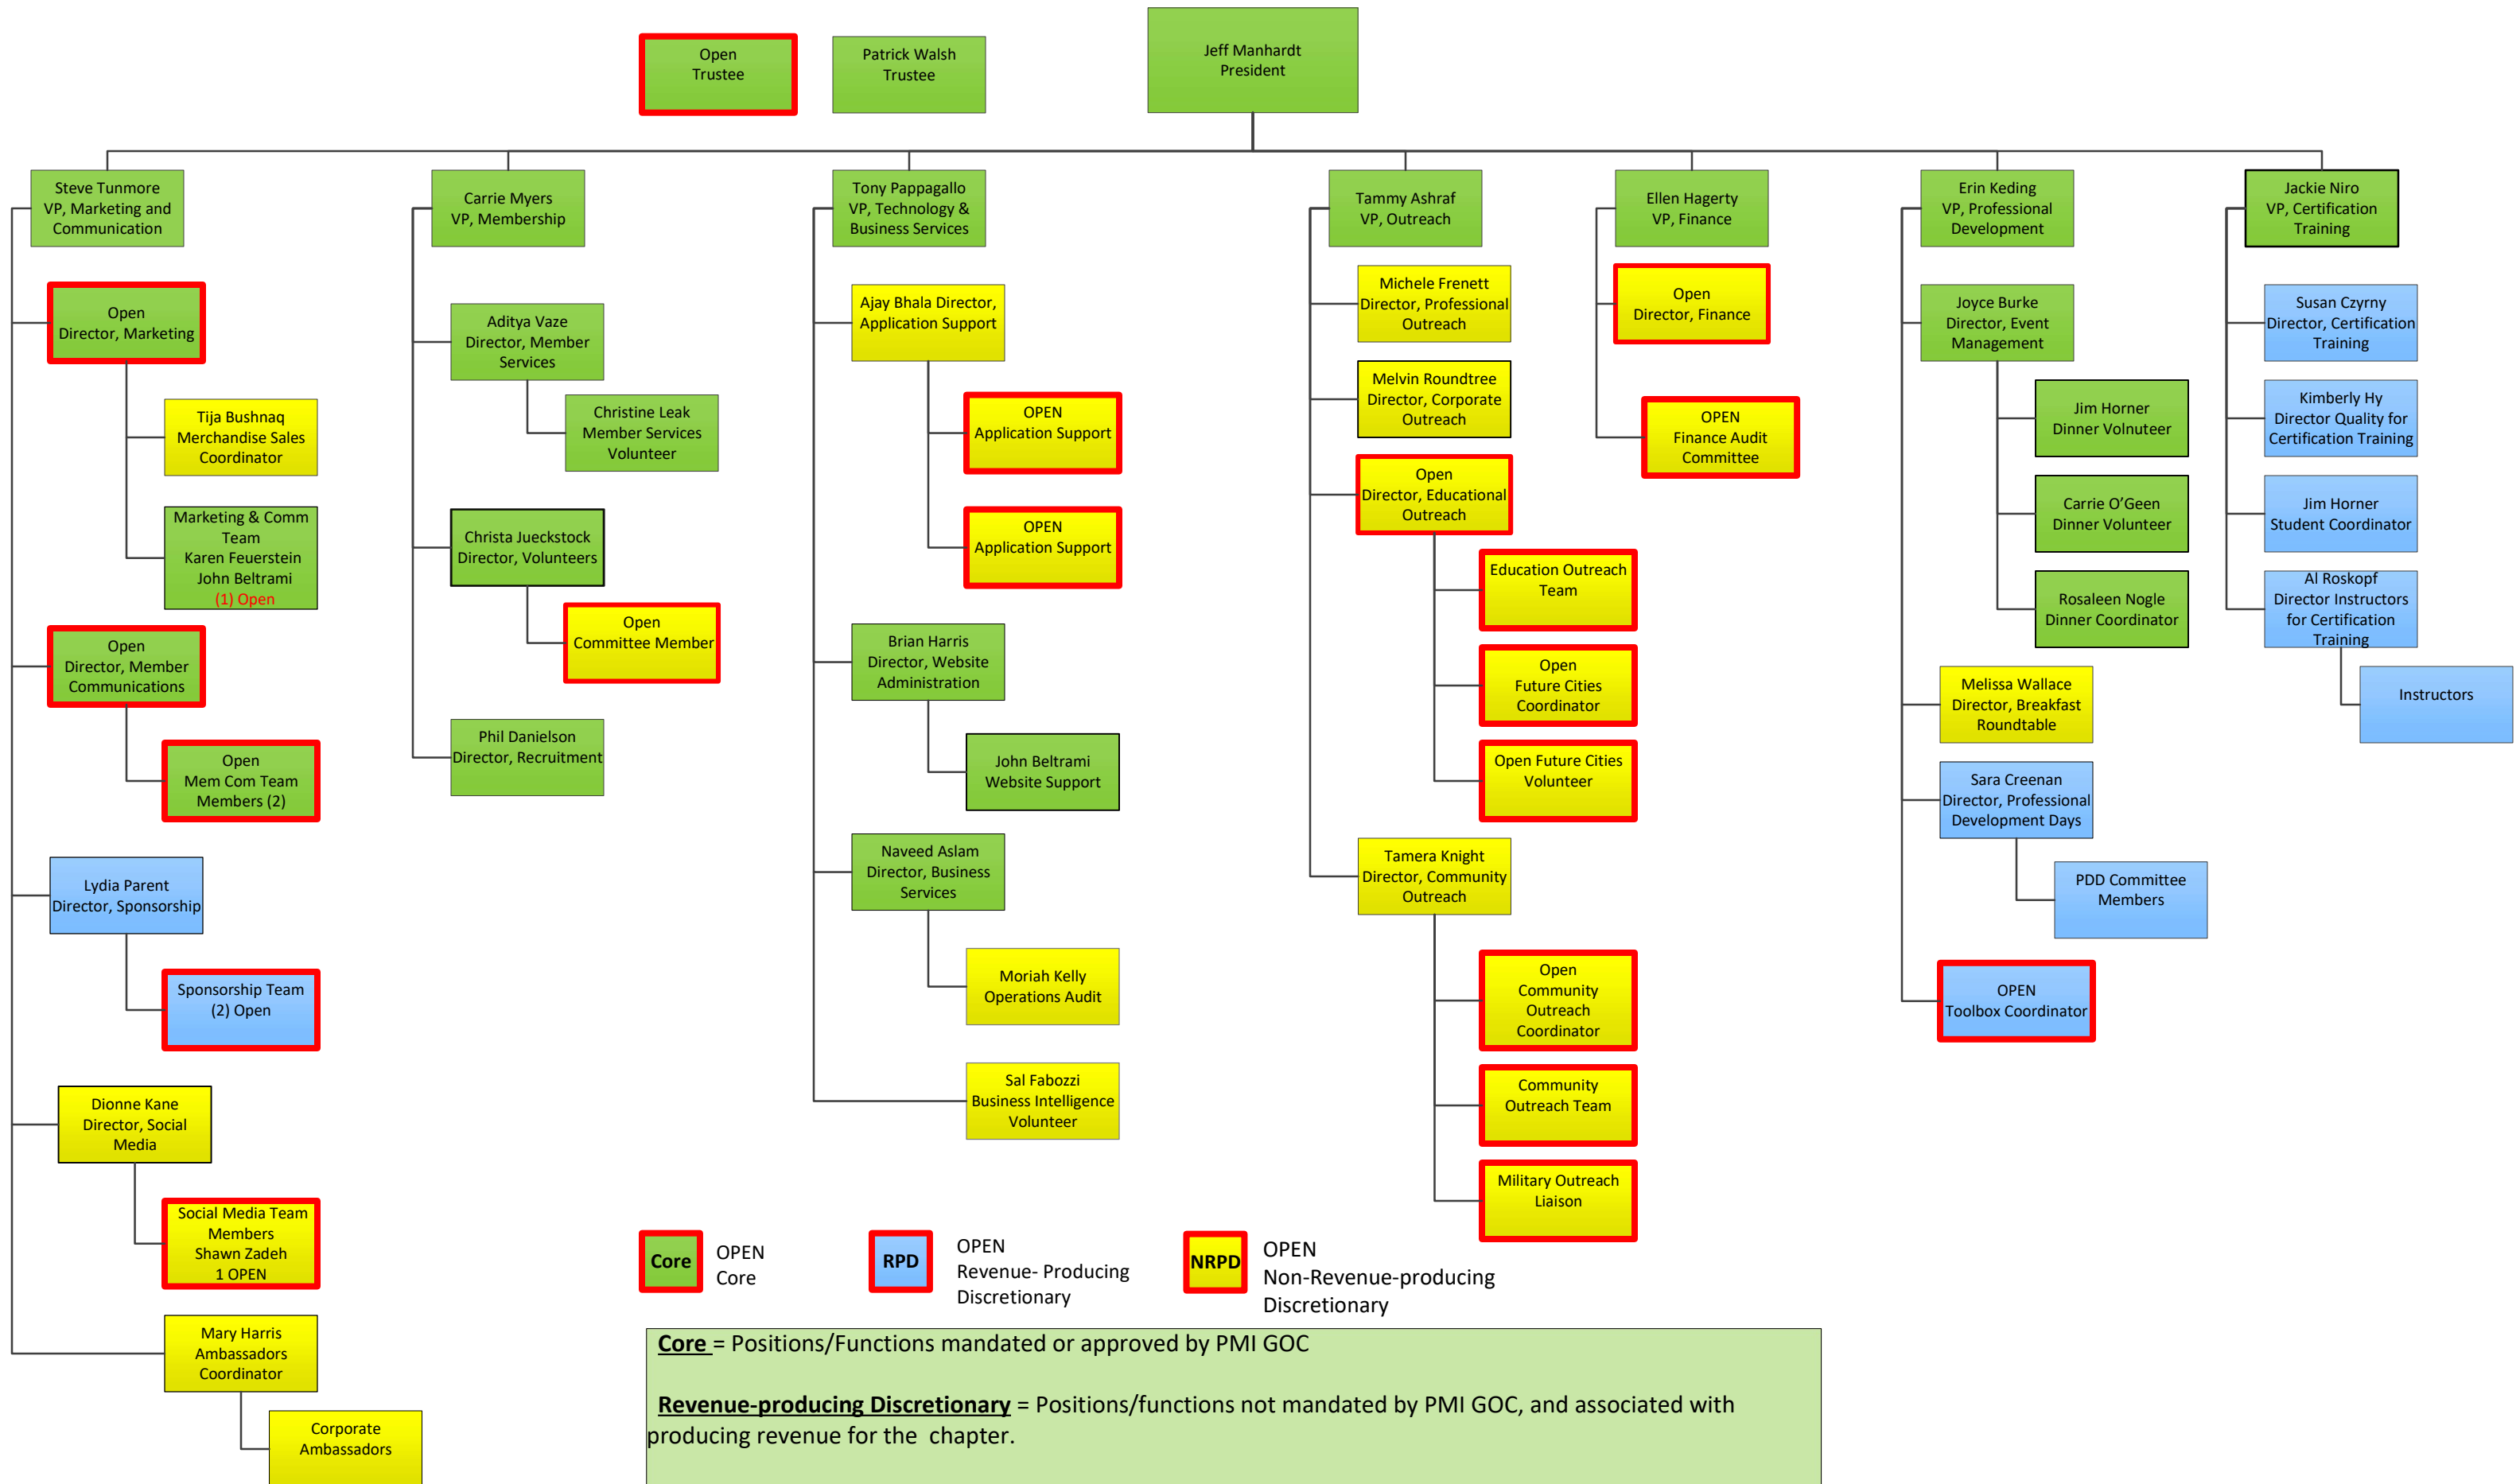 Open
Trustee
Patrick Walsh
Trustee
Jeff Manhardt
President
Steve Tunmore
VP, Marketing and
Communication
Carrie Myers
VP, Membership
Tony Pappagallo
VP, Technology &
Business Services
Tammy Ashraf
VP, Outreach
Ellen Hagerty
VP, Finance
Erin Keding
VP, Professional
Development
Jackie Niro
VP, Certification
Training
Open
Director, Marketing
Tija Bushnaq
Merchandise Sales
Coordinator
Marketing & Comm
Team
Karen Feuerstein
John Beltrami
(1) Open
Open
Director, Member
Communications
Open
Mem Com Team
Members (2)
Lydia Parent
Director, Sponsorship
Sponsorship Team
(2) Open
Dionne Kane
Director, Social
Media
Social Media Team
Members
Shawn Zadeh
1 OPEN
Mary Harris
Ambassadors
Coordinator
Corporate
Ambassadors
Aditya Vaze
Director, Member
Services
Christine Leak
Member Services
Volunteer
Christa Jueckstock
Director, Volunteers
Open
Committee Member
Phil Danielson
Director, Recruitment
Ajay Bhala Director,
Application Support
OPEN
Application Support
OPEN
Application Support
Brian Harris
Director, Website
Administration
John Beltrami
Website Support
Naveed Aslam
Director, Business
Services
Moriah Kelly
Operations Audit
Sal Fabozzi
Business Intelligence
Volunteer
Michele Frenett
Director, Professional
Outreach
Melvin Roundtree
Director, Corporate
Outreach
Open
Director, Educational
Outreach
Education Outreach
Team
Open
Future Cities
Coordinator
Open Future Cities
Volunteer
Tamera Knight
Director, Community
Outreach
Open
Community
Outreach
Coordinator
Community
Outreach Team
Military Outreach
Liaison
Open
Director, Finance
OPEN
Finance Audit
Committee
Joyce Burke
Director, Event
Management
Jim Horner
Dinner Volnuteer
Carrie O’Geen
Dinner Volunteer
Rosaleen Nogle
Dinner Coordinator
Melissa Wallace
Director, Breakfast
Roundtable
Sara Creenan
Director, Professional
Development Days
PDD Committee
Members
OPEN
Toolbox Coordinator
Susan Czyrny
Director, Certification
Training
Kimberly Hy
Director Quality for
Certification Training
Jim Horner
Student Coordinator
Al Roskopf
Director Instructors
for Certification
Training
Instructors
Core
OPEN
Core
RPD
OPEN
Revenue- Producing
Discretionary
NRPD
OPEN
Non-Revenue-producing
Discretionary
Core = Positions/Functions mandated or approved by PMI GOC
Revenue-producing Discretionary = Positions/functions not mandated by PMI GOC, and associated with
producing revenue for the chapter.